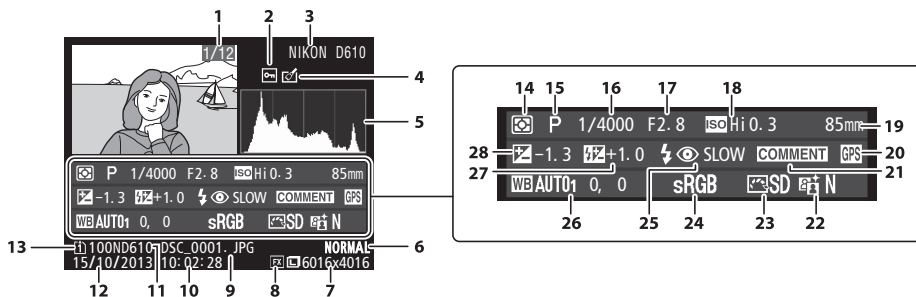 1 2 3
1/12 NIKON D610
4
5
P 1/4000 F2.8 ISO Hi 0.3 85mm
-1.3 +1.0 SLOW COMMENT GPS
WB AUTO1 0, 0 sRGB SD N
13 1 100ND610 DSC_0001.JPG NORMAL 6
15/10/2013 10:02:28 FX 6016x4016
12 11 10 9 8 7
14 15 16 17 18
P 1/4000 F2.8 ISO Hi 0.3 85mm 19
28 -1.3 +1.0 SLOW COMMENT GPS 20
27 21
WB AUTO1 0, 0 sRGB SD N
26 25 24 23 22